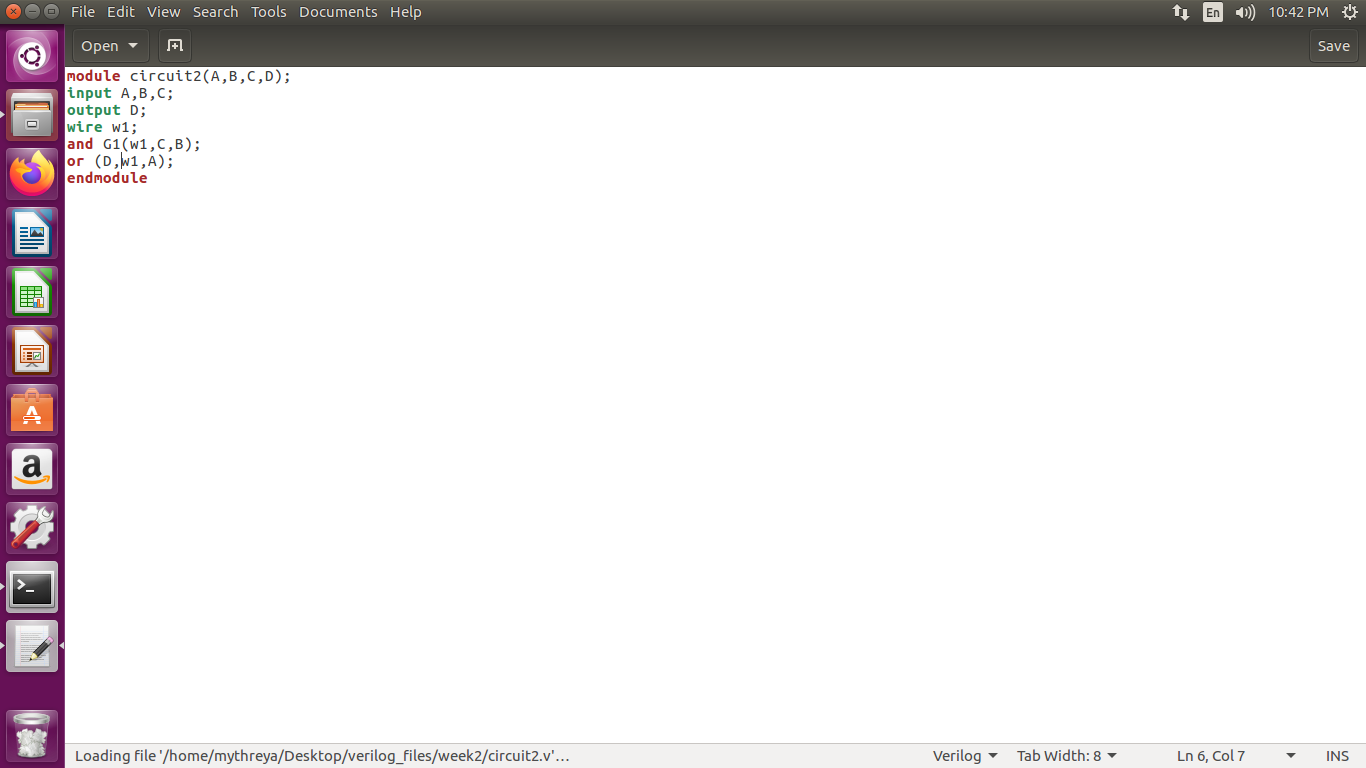 File Edit View Search Tools Documents Help
En 10:42 PM
Open Save
module circuit2(A,B,C,D);
input A,B,C;
output D;
wire w1;
and G1(w1,C,B);
or (D,w1,A);
endmodule
A
a
>_
Loading file '/home/mythreya/Desktop/verilog_files/week2/circuit2.v'… Verilog Tab Width: 8 Ln 6, Col 7 INS